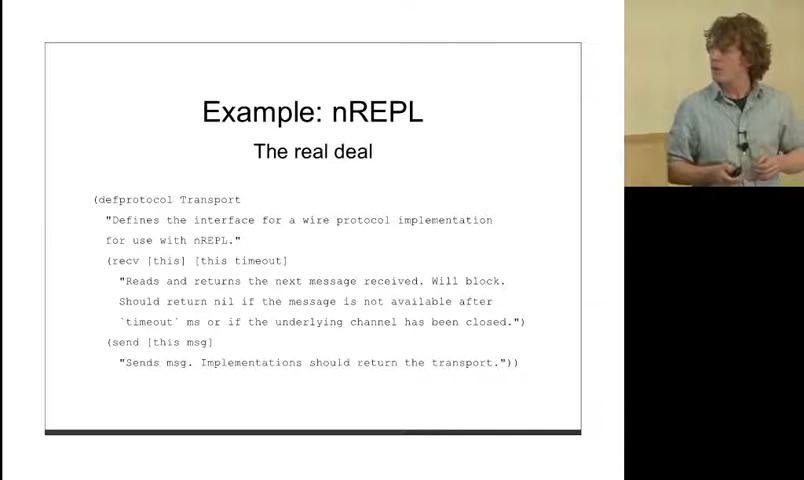 Example: nREPL
The real deal
(defprotocol Transport
"Defines the interface for a wire protocol implementation
for use with nREPL."
(recv [this] [this timeout]
"Reads and returns the next message received. Will block.
Should return nil if the message is not available after
`timeout` ms or if the underlying channel has been closed.")
(send [this msg]
"Sends msg. Implementations should return the transport."))